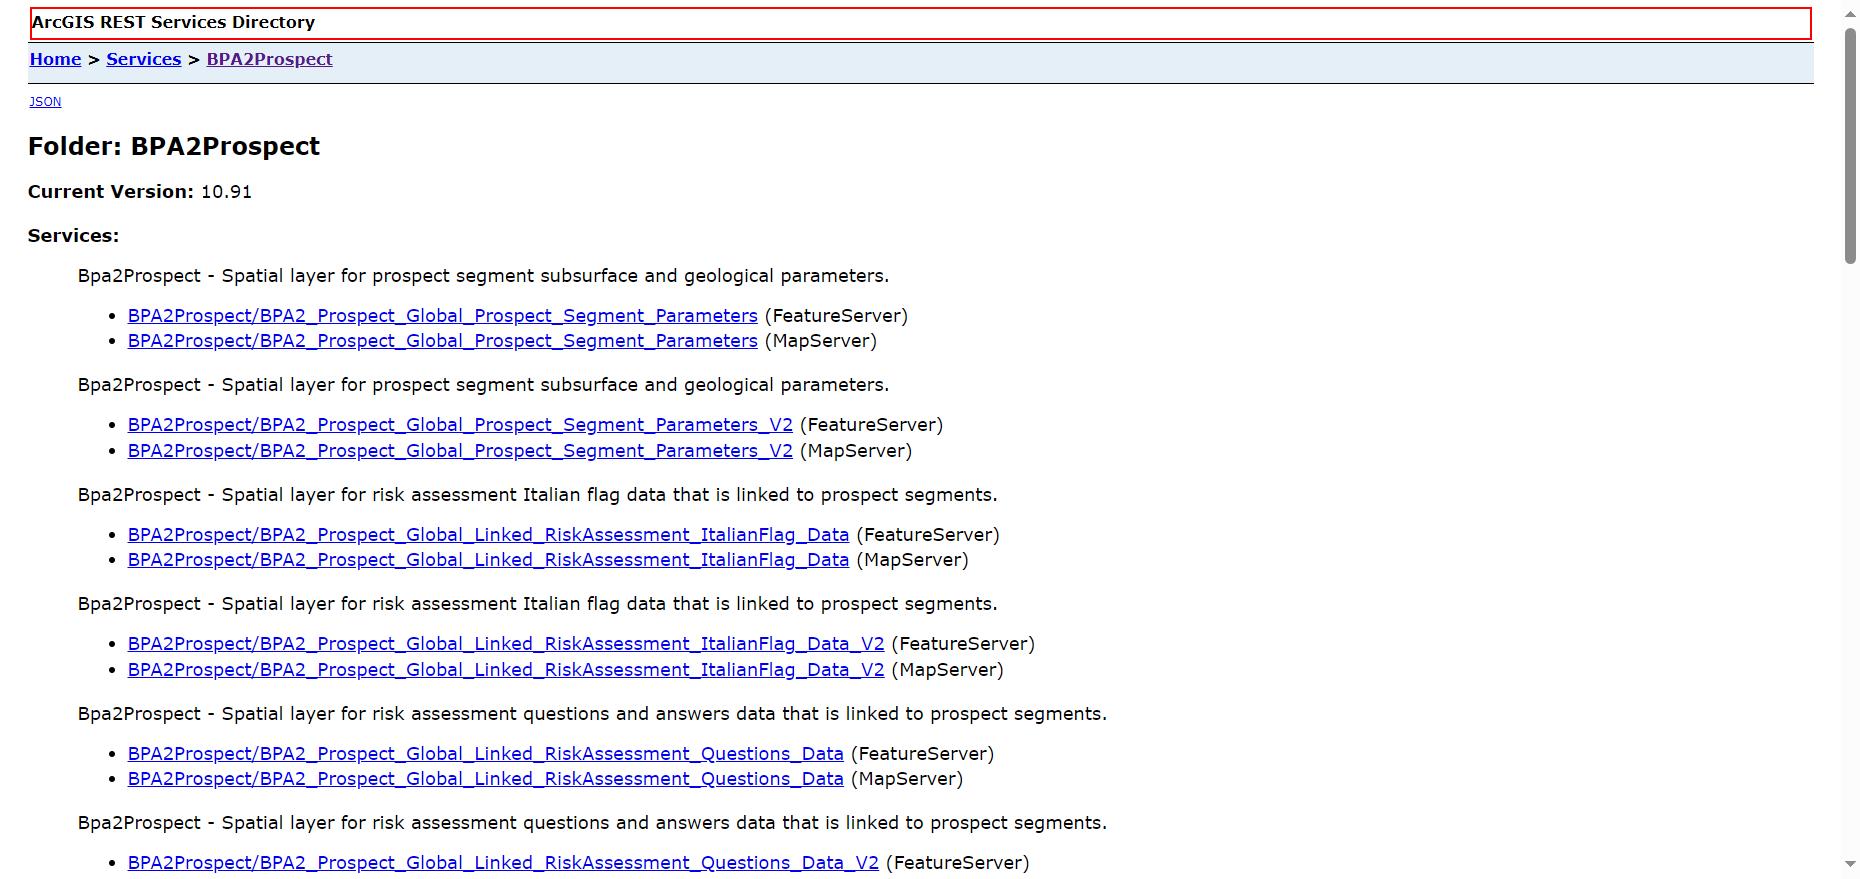 ArcGIS REST Services Directory
Home > Services > BPA2Prospect
JSON
Folder: BPA2Prospect
Current Version: 10.91
Services:
Bpa2Prospect - Spatial layer for prospect segment subsurface and geological parameters.
• BPA2Prospect/BPA2_Prospect_Global_Prospect_Segment_Parameters (FeatureServer)
• BPA2Prospect/BPA2_Prospect_Global_Prospect_Segment_Parameters (MapServer)
Bpa2Prospect - Spatial layer for prospect segment subsurface and geological parameters.
• BPA2Prospect/BPA2_Prospect_Global_Prospect_Segment_Parameters_V2 (FeatureServer)
• BPA2Prospect/BPA2_Prospect_Global_Prospect_Segment_Parameters_V2 (MapServer)
Bpa2Prospect - Spatial layer for risk assessment Italian flag data that is linked to prospect segments.
• BPA2Prospect/BPA2_Prospect_Global_Linked_RiskAssessment_ItalianFlag_Data (FeatureServer)
• BPA2Prospect/BPA2_Prospect_Global_Linked_RiskAssessment_ItalianFlag_Data (MapServer)
Bpa2Prospect - Spatial layer for risk assessment Italian flag data that is linked to prospect segments.
• BPA2Prospect/BPA2_Prospect_Global_Linked_RiskAssessment_ItalianFlag_Data_V2 (FeatureServer)
• BPA2Prospect/BPA2_Prospect_Global_Linked_RiskAssessment_ItalianFlag_Data_V2 (MapServer)
Bpa2Prospect - Spatial layer for risk assessment questions and answers data that is linked to prospect segments.
• BPA2Prospect/BPA2_Prospect_Global_Linked_RiskAssessment_Questions_Data (FeatureServer)
• BPA2Prospect/BPA2_Prospect_Global_Linked_RiskAssessment_Questions_Data (MapServer)
Bpa2Prospect - Spatial layer for risk assessment questions and answers data that is linked to prospect segments.
• BPA2Prospect/BPA2_Prospect_Global_Linked_RiskAssessment_Questions_Data_V2 (FeatureServer)